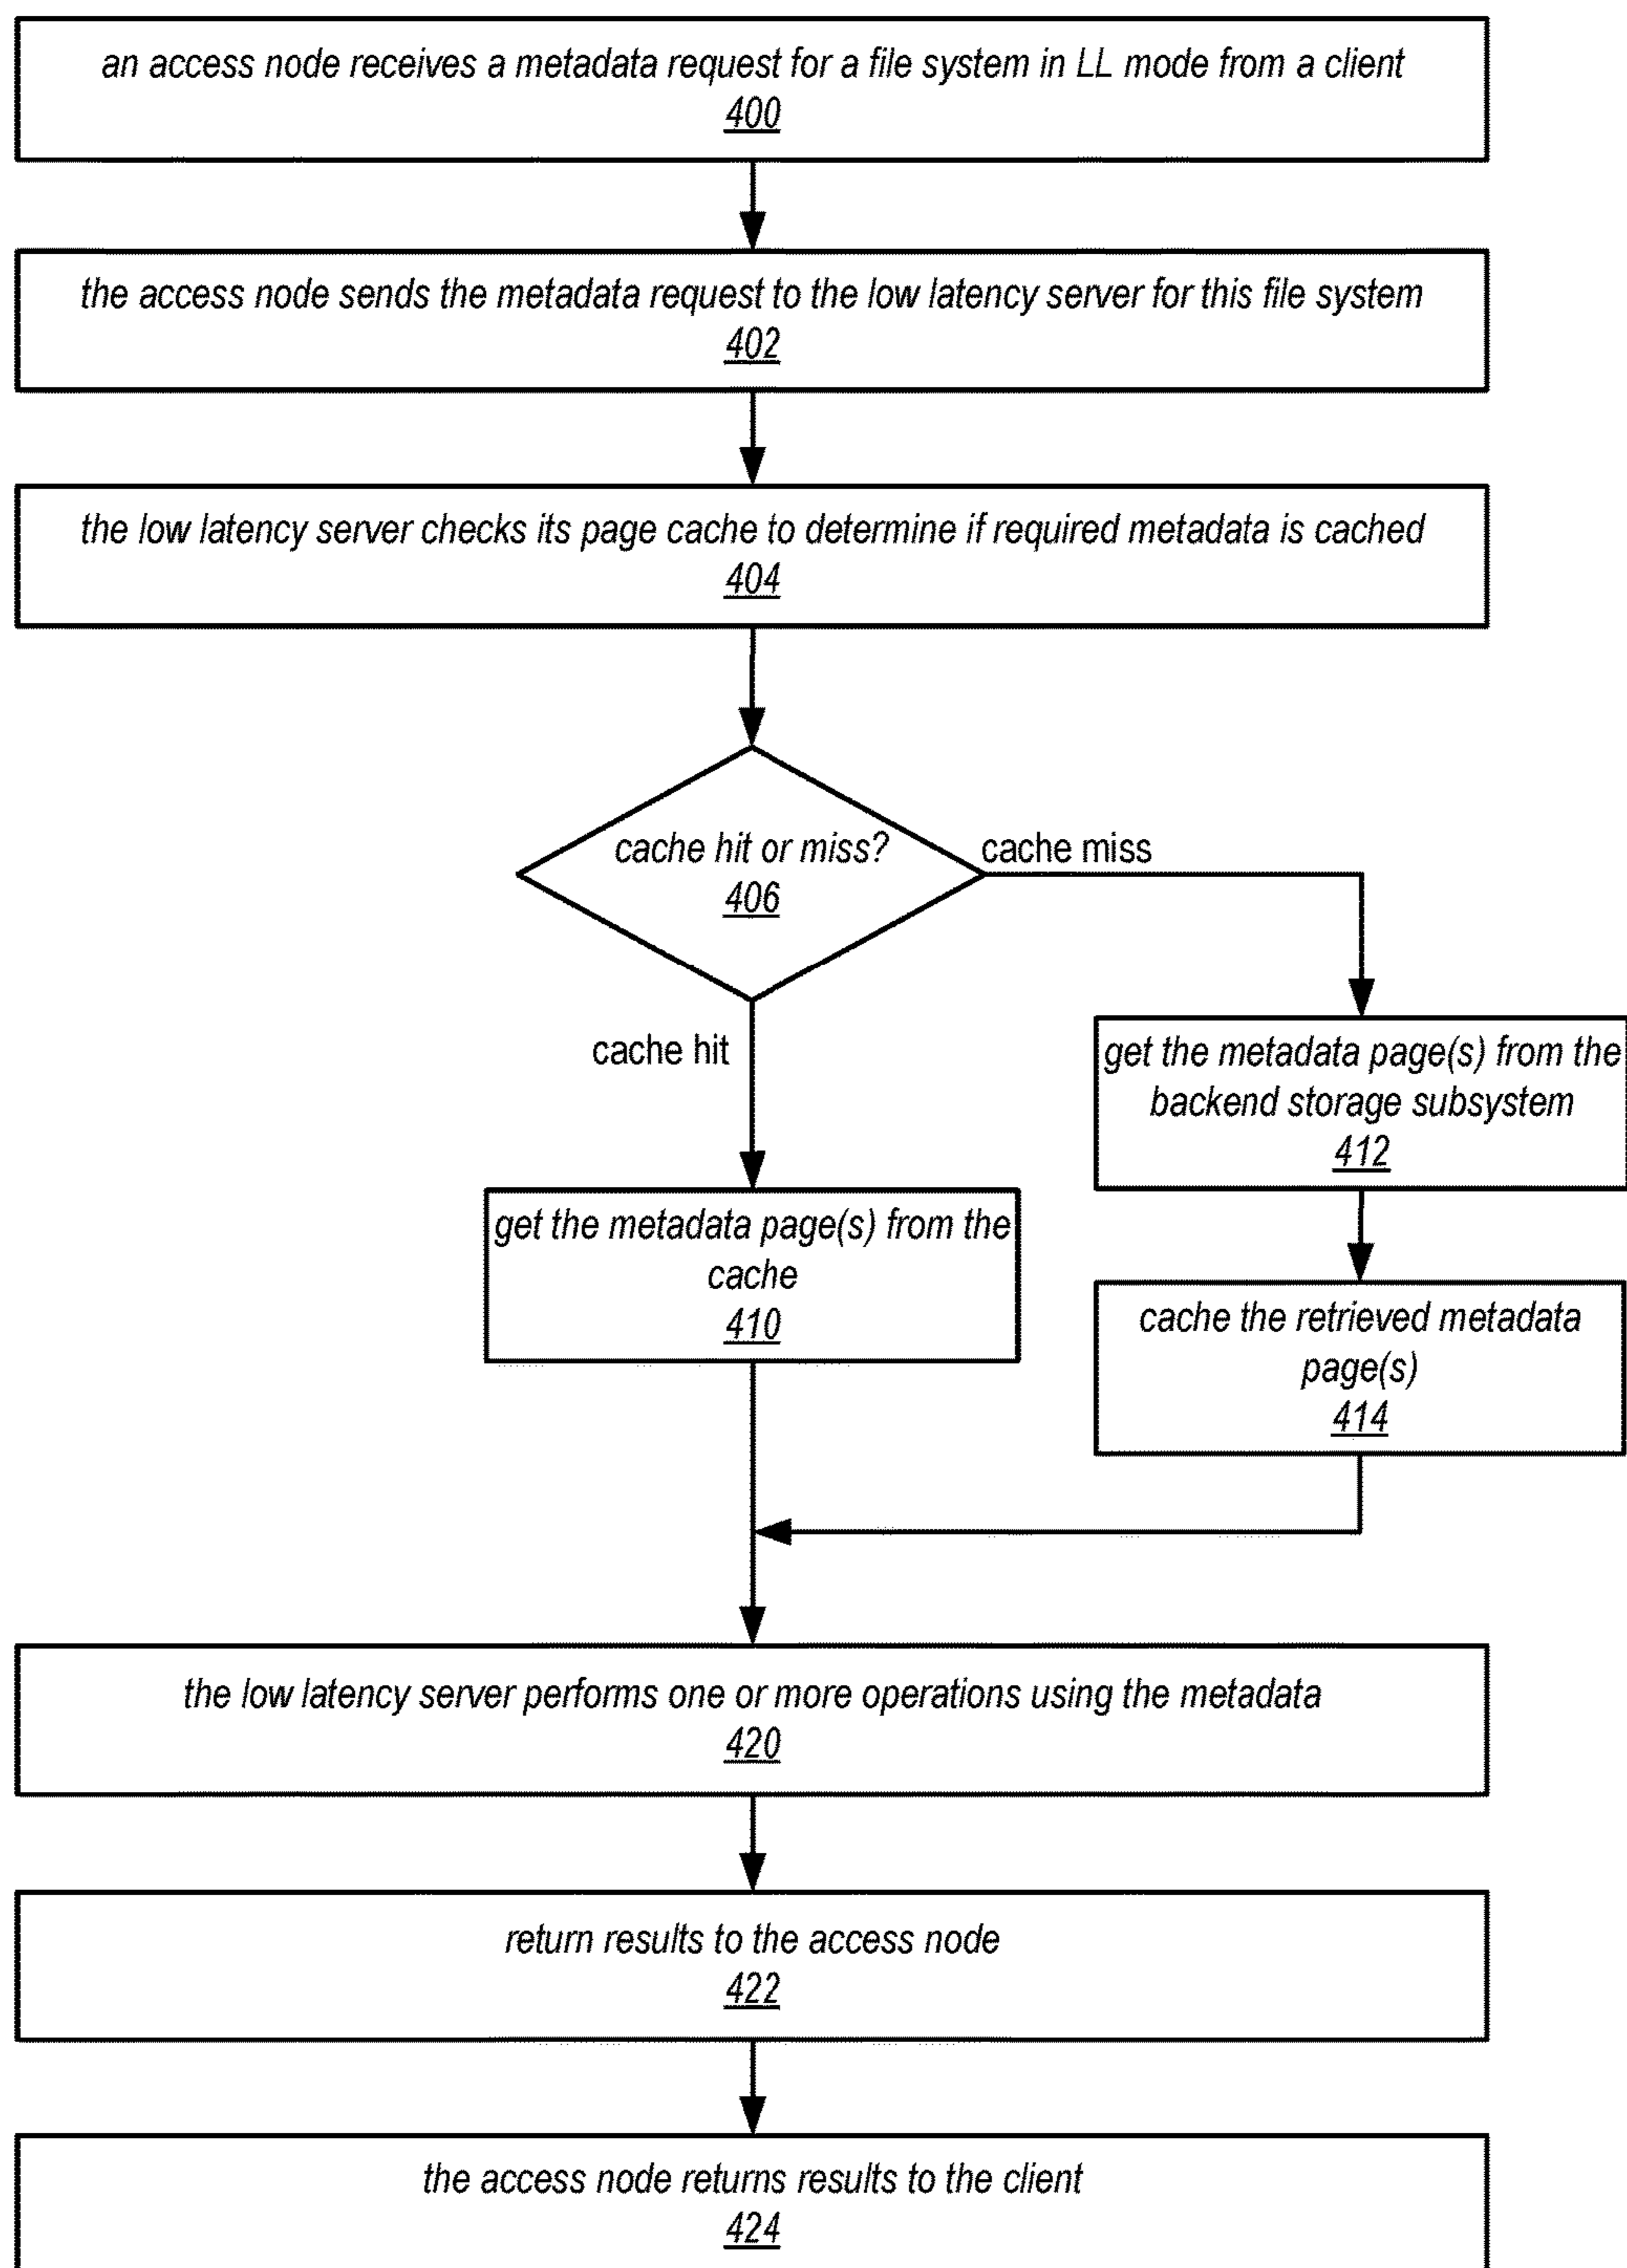 an access node receives a metadata request for a file system in LL mode from a client
400
the access node sends the metadata request to the low latency server for this file system
402
the low latency server checks its page cache to determine if required metadata is cached
404
cache hit or miss?
406
cache miss
cache hit
get the metadata page(s) from the
backend storage subsystem
412
get the metadata page(s) from the
cache
410
cache the retrieved metadata
page(s)
414
the low latency server performs one or more operations using the metadata
420
return results to the access node
422
the access node returns results to the client
424